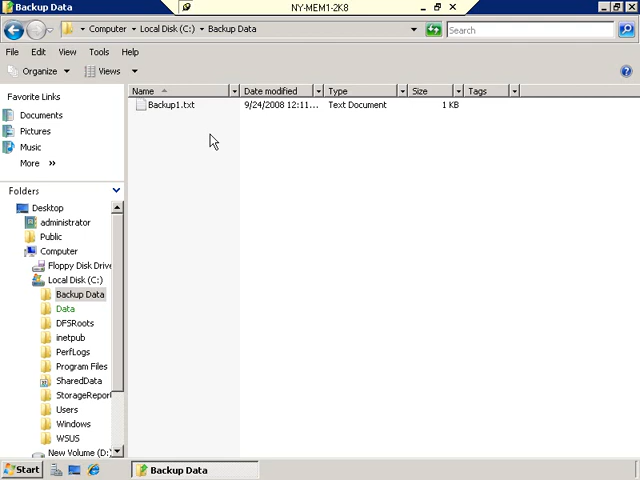 Backup Data
NY-MEM1-2K8
Computer
Local Disk (C:)
Backup Data
Search
File
Edit
View
Tools
Help
Organize
Views
Favorite Links
Documents
Pictures
Music
More »
Folders
Name
Date modified
Type
Size
Tags
Backup1.txt
9/24/2008 12:11...
Text Document
1 KB
Desktop
administrator
Public
Computer
Floppy Disk Drive
Local Disk (C:)
Backup Data
Data
DFSRoots
inetpub
PerfLogs
Program Files
SharedData
StorageReport
Users
Windows
WSUS
New Volume (D:
Start
Backup Data